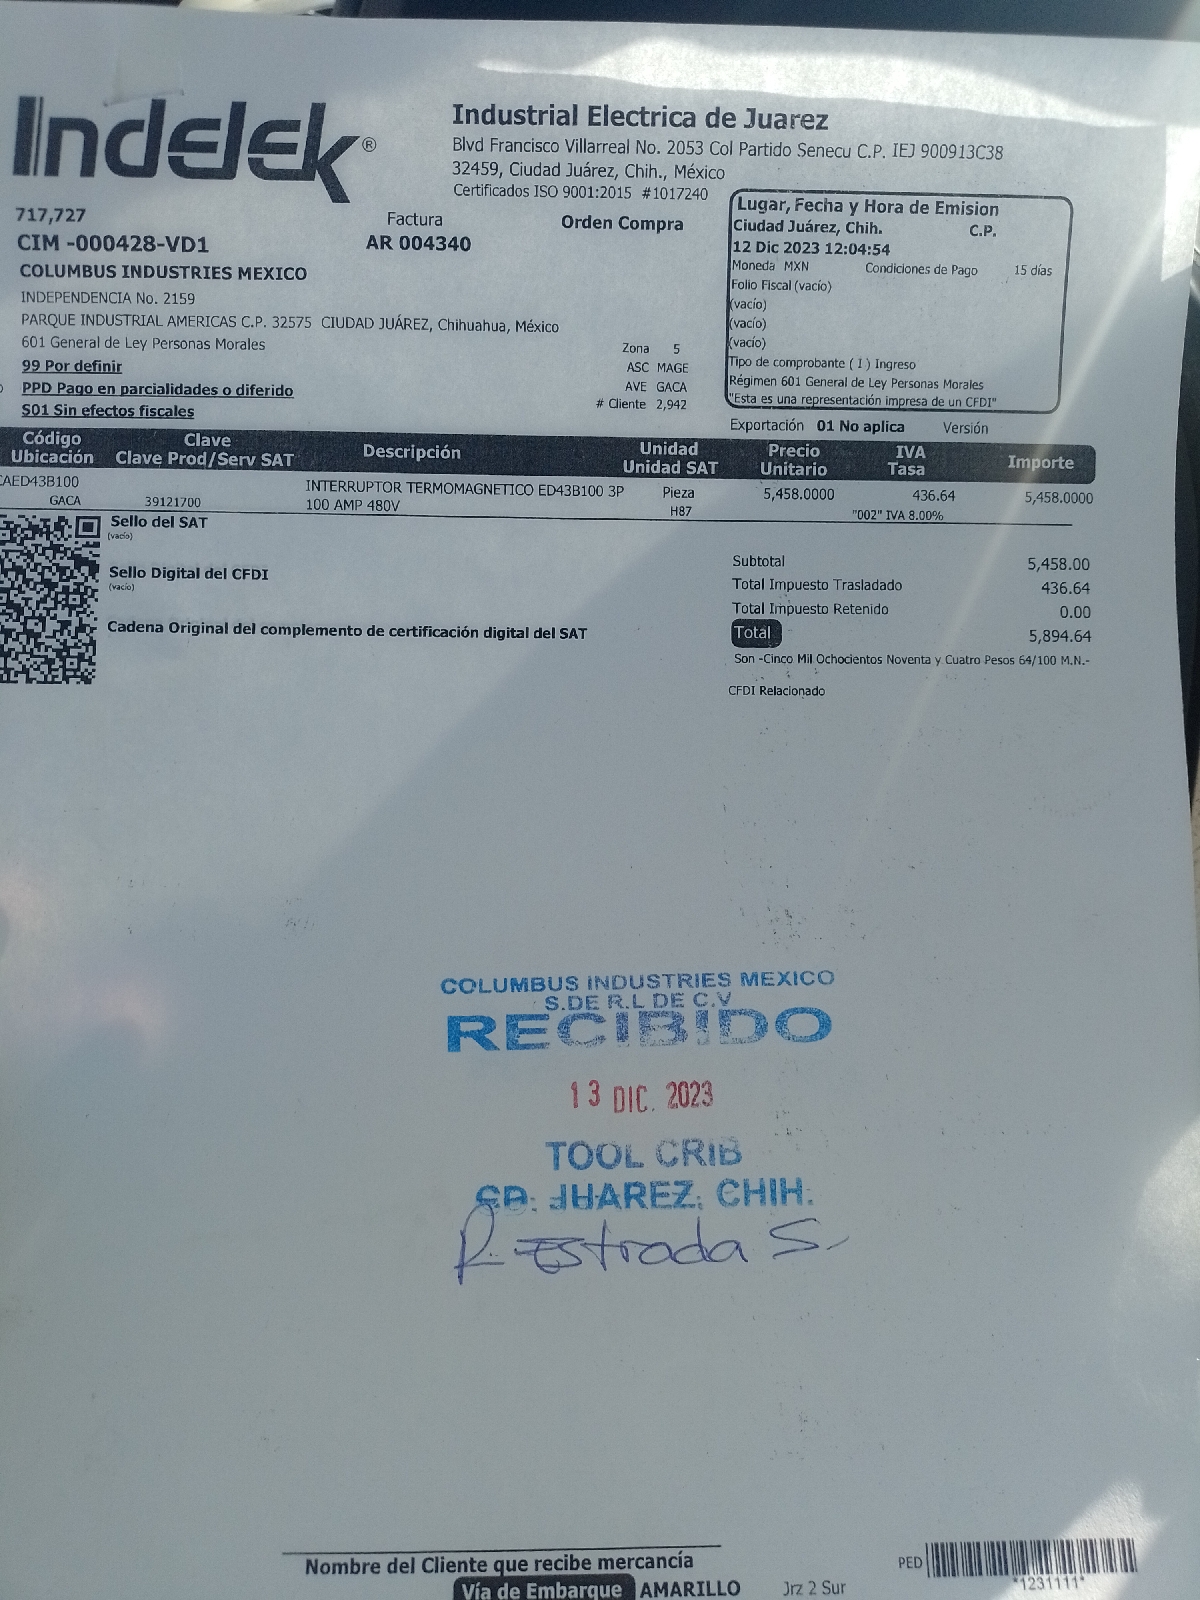 Indelek®
Industrial Electrica de Juarez
Blvd Francisco Villarreal No. 2053 Col Partido Senecu C.P. IEJ 900913C38
32459, Ciudad Juárez, Chih., México
Certificados ISO 9001:2015 #1017240
717,727
Factura
Orden Compra
CIM -000428-VD1
AR 004340
COLUMBUS INDUSTRIES MEXICO
INDEPENDENCIA No. 2159
PARQUE INDUSTRIAL AMERICAS C.P. 32575 CIUDAD JUÁREZ, Chihuahua, México
601 General de Ley Personas Morales
99 Por definir
PPD Pago en parcialidades o diferido
S01 Sin efectos fiscales
Zona 5
ASC MAGE
AVE GACA
# Cliente 2,942
Lugar, Fecha y Hora de Emision
Ciudad Juárez, Chih. C.P.
12 Dic 2023 12:04:54
Moneda MXN Condiciones de Pago 15 días
Folio Fiscal (vacío)
(vacío)
(vacío)
(vacío)
Tipo de comprobante ( I ) Ingreso
Régimen 601 General de Ley Personas Morales
"Esta es una representación impresa de un CFDI"
Exportación 01 No aplica Versión
Código Clave Descripción Unidad Precio IVA Importe
Ubicación Clave Prod/Serv SAT Unidad SAT Unitario Tasa
CAED43B100 INTERRUPTOR TERMOMAGNETICO ED43B100 3P Pieza 5,458.0000 436.64 5,458.0000
GACA 39121700 100 AMP 480V H87 "002" IVA 8.00%
Sello del SAT
(vacío)
Sello Digital del CFDI
(vacío)
Cadena Original del complemento de certificación digital del SAT
Subtotal 5,458.00
Total Impuesto Trasladado 436.64
Total Impuesto Retenido 0.00
Total 5,894.64
Son -Cinco Mil Ochocientos Noventa y Cuatro Pesos 64/100 M.N.-
CFDI Relacionado
COLUMBUS INDUSTRIES MEXICO
S.DE R.L DE C.V
RECIBIDO
13 DIC. 2023
TOOL CRIB
CD. JUAREZ, CHIH.
R. Estrada S.
Nombre del Cliente que recibe mercancía
Vía de Embarque AMARILLO Jrz 2 Sur
PED
*1231111*